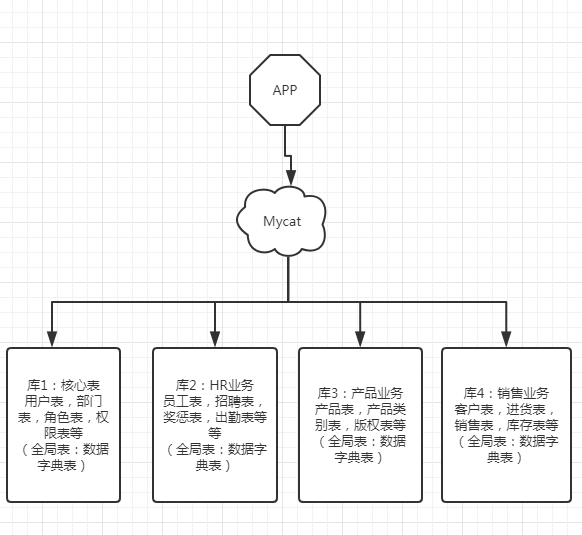 APP
Mycat
库1：核心表
用户表，部门
表，角色表，权
限表等
（全局表：数据
字典表）
库2：HR业务
员工表，招聘表，
奖惩表，出勤表等
等
（全局表：数据字
典表）
库3：产品业务
产品表，产品类
别表，版权表等
（全局表：数据
字典表）
库4：销售业务
客户表，进货表，
销售表，库存表等
（全局表：数据字
典表）